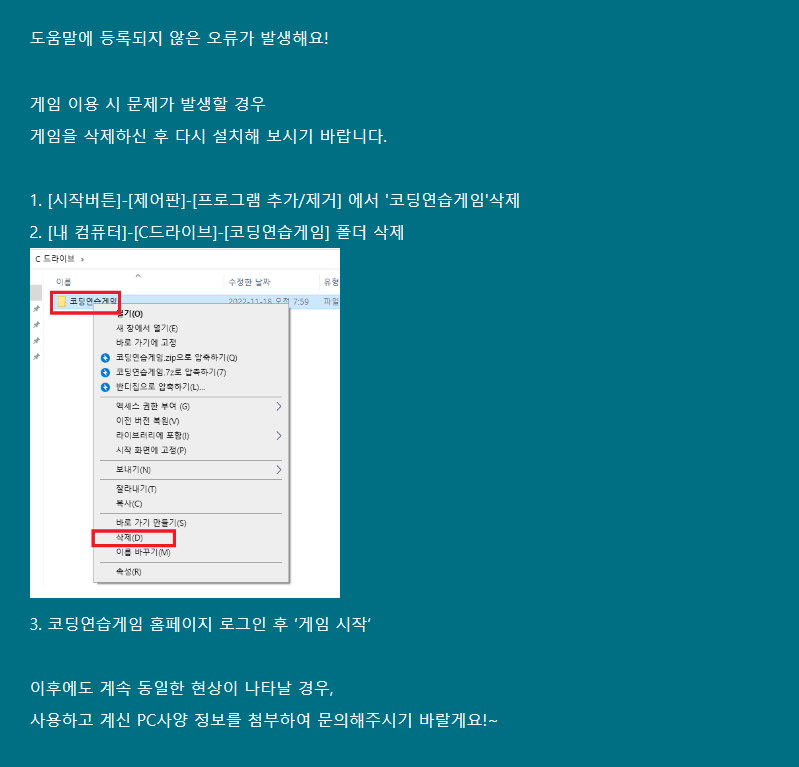 도움말에 등록되지 않은 오류가 발생해요!
게임 이용 시 문제가 발생할 경우
게임을 삭제하신 후 다시 설치해 보시기 바랍니다.
1. [시작버튼]-[제어판]-[프로그램 추가/제거] 에서 '코딩연습게임'삭제
2. [내 컴퓨터]-[C드라이브]-[코딩연습게임] 폴더 삭제
C 드라이브 ›
이름 수정한 날짜 유형
코딩연습게임 2022-11-18 오전 7:59 파일
열기(O)
새 창에서 열기(E)
바로 가기에 고정
코딩연습게임.zip으로 압축하기(Q)
코딩연습게임.7z로 압축하기(7)
반디집으로 압축하기(L)...
액세스 권한 부여 (G)
이전 버전 복원(V)
라이브러리에 포함(I)
시작 화면에 고정(P)
보내기(N)
잘라내기(T)
복사(C)
바로 가기 만들기(S)
삭제(D)
이름 바꾸기(M)
속성(R)
3. 코딩연습게임 홈페이지 로그인 후 ‘게임 시작’
이후에도 계속 동일한 현상이 나타날 경우,
사용하고 계신 PC사양 정보를 첨부하여 문의해주시기 바랄게요!~